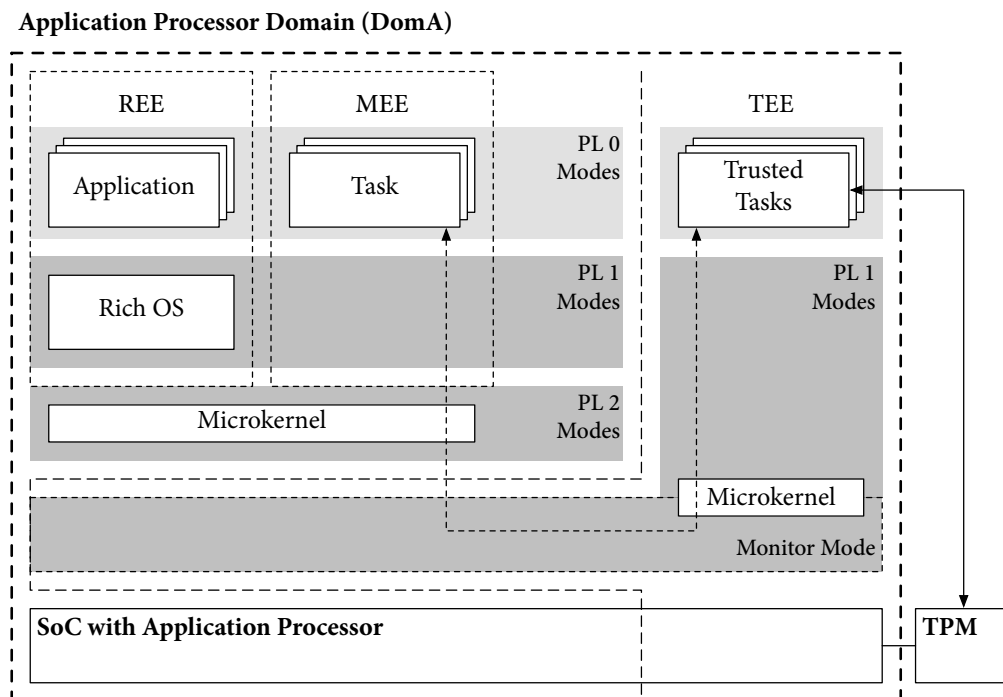 Application Processor Domain (DomA)
REE
MEE
TEE
PL 0
Modes
Application
Task
Trusted
Tasks
PL 1
Modes
PL 1
Modes
Rich OS
PL 2
Modes
Microkernel
Microkernel
Monitor Mode
SoC with Application Processor
TPM